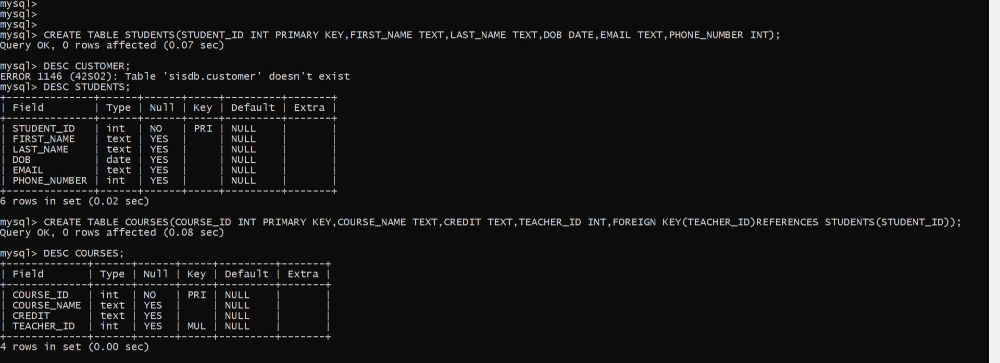 mysql>
mysql>
mysql>
mysql> CREATE TABLE STUDENTS(STUDENT_ID INT PRIMARY KEY,FIRST_NAME TEXT,LAST_NAME TEXT,DOB DATE,EMAIL TEXT,PHONE_NUMBER INT);
Query OK, 0 rows affected (0.07 sec)

mysql> DESC CUSTOMER;
ERROR 1146 (42S02): Table 'sisdb.customer' doesn't exist
mysql> DESC STUDENTS;
+--------------+------+------+-----+---------+-------+
| Field        | Type | Null | Key | Default | Extra |
+--------------+------+------+-----+---------+-------+
| STUDENT_ID   | int  | NO   | PRI | NULL    |       |
| FIRST_NAME   | text | YES  |     | NULL    |       |
| LAST_NAME    | text | YES  |     | NULL    |       |
| DOB          | date | YES  |     | NULL    |       |
| EMAIL        | text | YES  |     | NULL    |       |
| PHONE_NUMBER | int  | YES  |     | NULL    |       |
+--------------+------+------+-----+---------+-------+
6 rows in set (0.02 sec)

mysql> CREATE TABLE COURSES(COURSE_ID INT PRIMARY KEY,COURSE_NAME TEXT,CREDIT TEXT,TEACHER_ID INT,FOREIGN KEY(TEACHER_ID)REFERENCES STUDENTS(STUDENT_ID));
Query OK, 0 rows affected (0.08 sec)

mysql> DESC COURSES;
+-------------+------+------+-----+---------+-------+
| Field       | Type | Null | Key | Default | Extra |
+-------------+------+------+-----+---------+-------+
| COURSE_ID   | int  | NO   | PRI | NULL    |       |
| COURSE_NAME | text | YES  |     | NULL    |       |
| CREDIT      | text | YES  |     | NULL    |       |
| TEACHER_ID  | int  | YES  | MUL | NULL    |       |
+-------------+------+------+-----+---------+-------+
4 rows in set (0.00 sec)